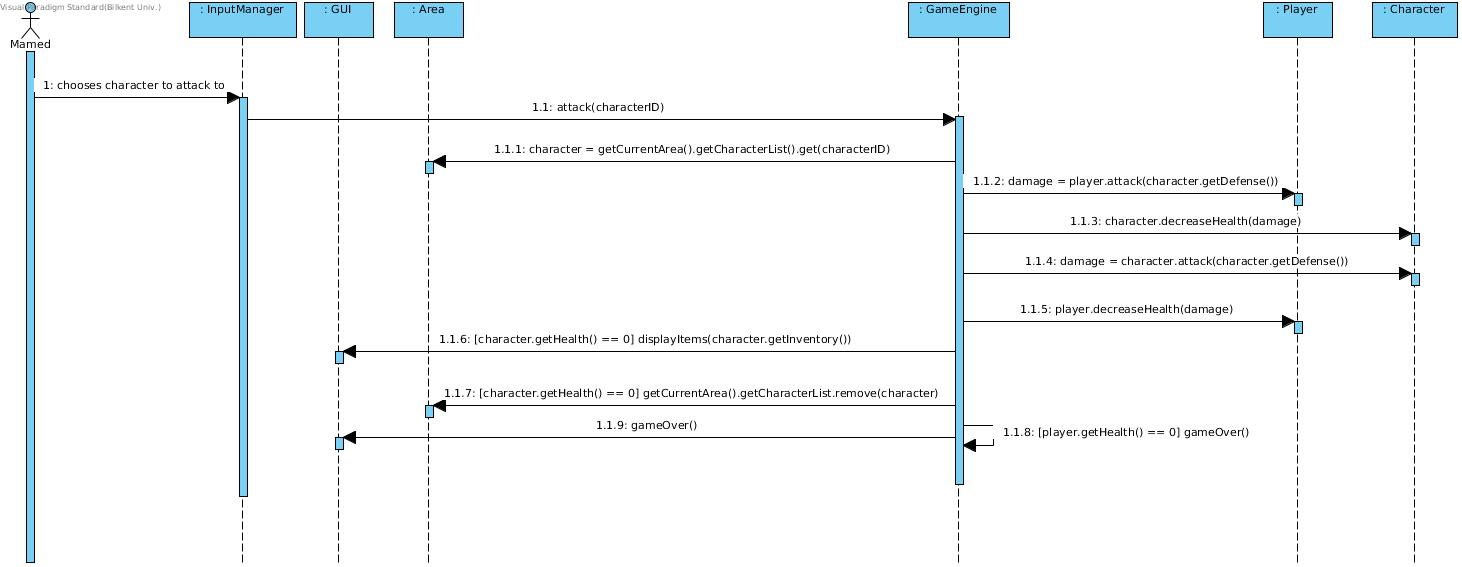 Visual Paradigm Standard(Bilkent Univ.)
: InputManager
: GUI
: Area
: GameEngine
: Player
: Character
Mamed
1: chooses character to attack to
1.1: attack(characterID)
1.1.1: character = getCurrentArea().getCharacterList().get(characterID)
1.1.2: damage = player.attack(character.getDefense())
1.1.3: character.decreaseHealth(damage)
1.1.4: damage = character.attack(character.getDefense())
1.1.5: player.decreaseHealth(damage)
1.1.6: [character.getHealth() == 0] displayItems(character.getInventory())
1.1.7: [character.getHealth() == 0] getCurrentArea().getCharacterList.remove(character)
1.1.9: gameOver()
1.1.8: [player.getHealth() == 0] gameOver()